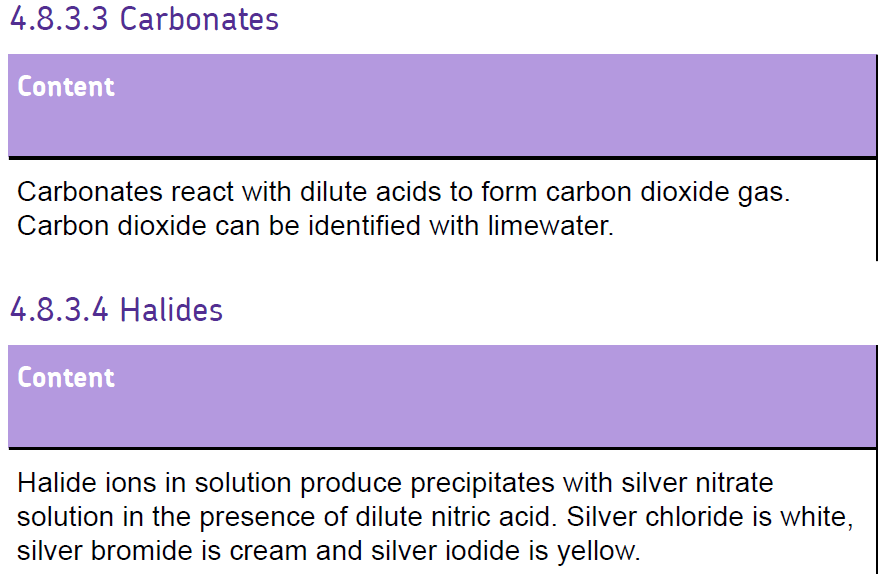 4.8.3.3 Carbonates
Content
Carbonates react with dilute acids to form carbon dioxide gas.
Carbon dioxide can be identified with limewater.
4.8.3.4 Halides
Content
Halide ions in solution produce precipitates with silver nitrate
solution in the presence of dilute nitric acid. Silver chloride is white,
silver bromide is cream and silver iodide is yellow.